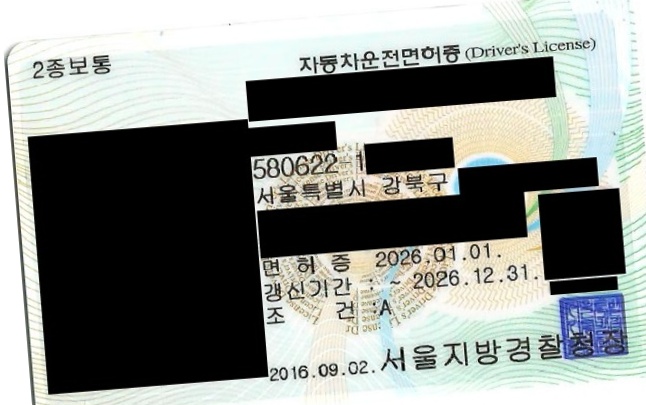 2종보통
자동차운전면허증 (Driver's License)
580622-1
서울특별시 강북구
면 허 증 2026.01.01.
갱신기간 : ~ 2026.12.31.
조 건 :A
2016.09.02. 서울지방경찰청장